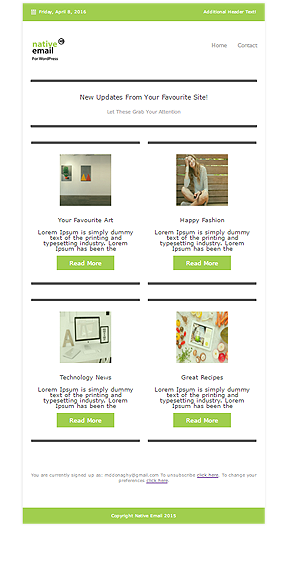 Friday, April 8, 2016
Additional Header Text!
native
email
For WordPress
Home
Contact
New Updates From Your Favourite Site!
Let These Grab Your Attention
Your Favourite Art
Lorem Ipsum is simply dummy
text of the printing and
typesetting industry. Lorem
Ipsum has been the
Read More
Happy Fashion
Lorem Ipsum is simply dummy
text of the printing and
typesetting industry. Lorem
Ipsum has been the
Read More
Technology News
Lorem Ipsum is simply dummy
text of the printing and
typesetting industry. Lorem
Ipsum has been the
Read More
Great Recipes
Lorem Ipsum is simply dummy
text of the printing and
typesetting industry. Lorem
Ipsum has been the
Read More
You are currently signed up as: to unsubscribe click here. To change your
preferences click here.
Copyright Native Email 2015